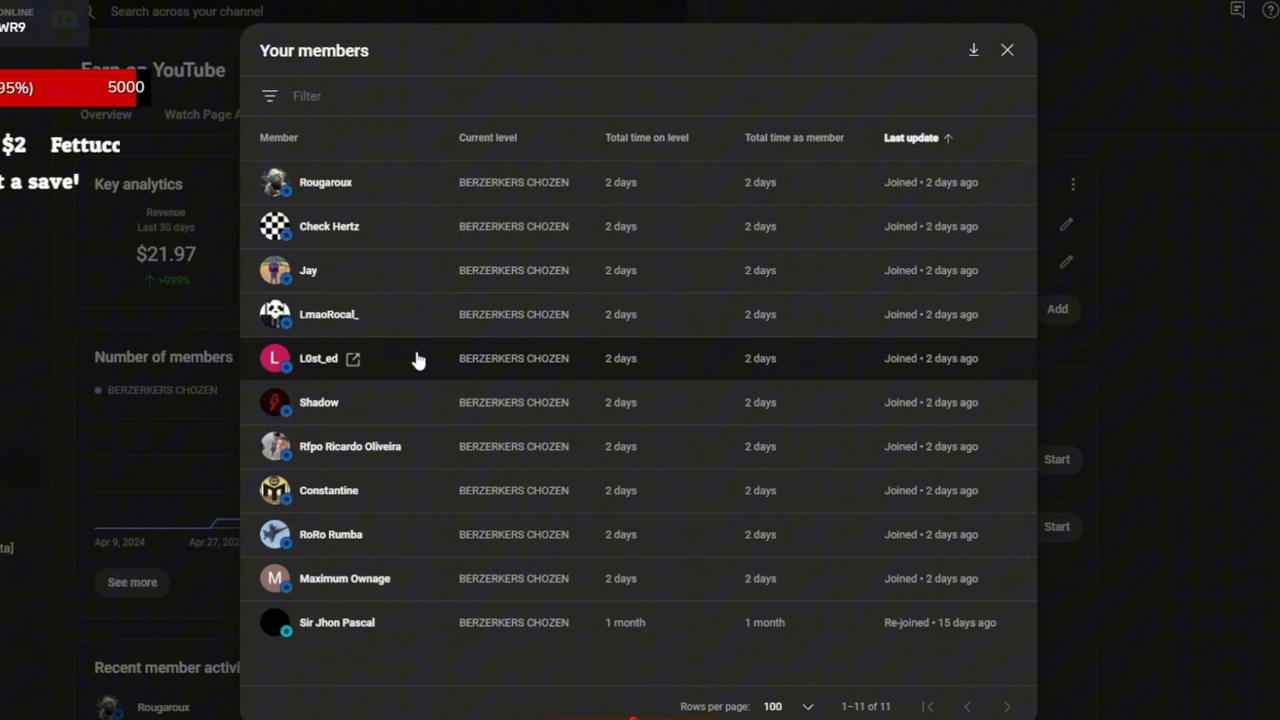 ONLINE
WR9
Search across your channel
Your members
Earn on YouTube
95%) 5000
Filter
Overview Watch Page A
Member Current level Total time on level Total time as member Last update
$2 Fettucc
t a save'
Key analytics
Revenue
Last 30 days
$21.97
>999%
Rougaroux BERZERKERS CHOZEN 2 days 2 days Joined • 2 days ago
Check Hertz BERZERKERS CHOZEN 2 days 2 days Joined • 2 days ago
Jay BERZERKERS CHOZEN 2 days 2 days Joined • 2 days ago
LmaoRocal_ BERZERKERS CHOZEN 2 days 2 days Joined • 2 days ago
Add
Number of members
BERZERKERS CHOZEN
L L0st_ed BERZERKERS CHOZEN 2 days 2 days Joined • 2 days ago
Shadow BERZERKERS CHOZEN 2 days 2 days Joined • 2 days ago
Rfpo Ricardo Oliveira BERZERKERS CHOZEN 2 days 2 days Joined • 2 days ago
Start
Constantine BERZERKERS CHOZEN 2 days 2 days Joined • 2 days ago
RoRo Rumba BERZERKERS CHOZEN 2 days 2 days Joined • 2 days ago
Start
ta]
Apr 9, 2024 Apr 27, 202
See more
M Maximum Ownage BERZERKERS CHOZEN 2 days 2 days Joined • 2 days ago
Sir Jhon Pascal BERZERKERS CHOZEN 1 month 1 month Re-joined • 15 days ago
Recent member activi
Rougaroux
Rows per page: 100 1–11 of 11